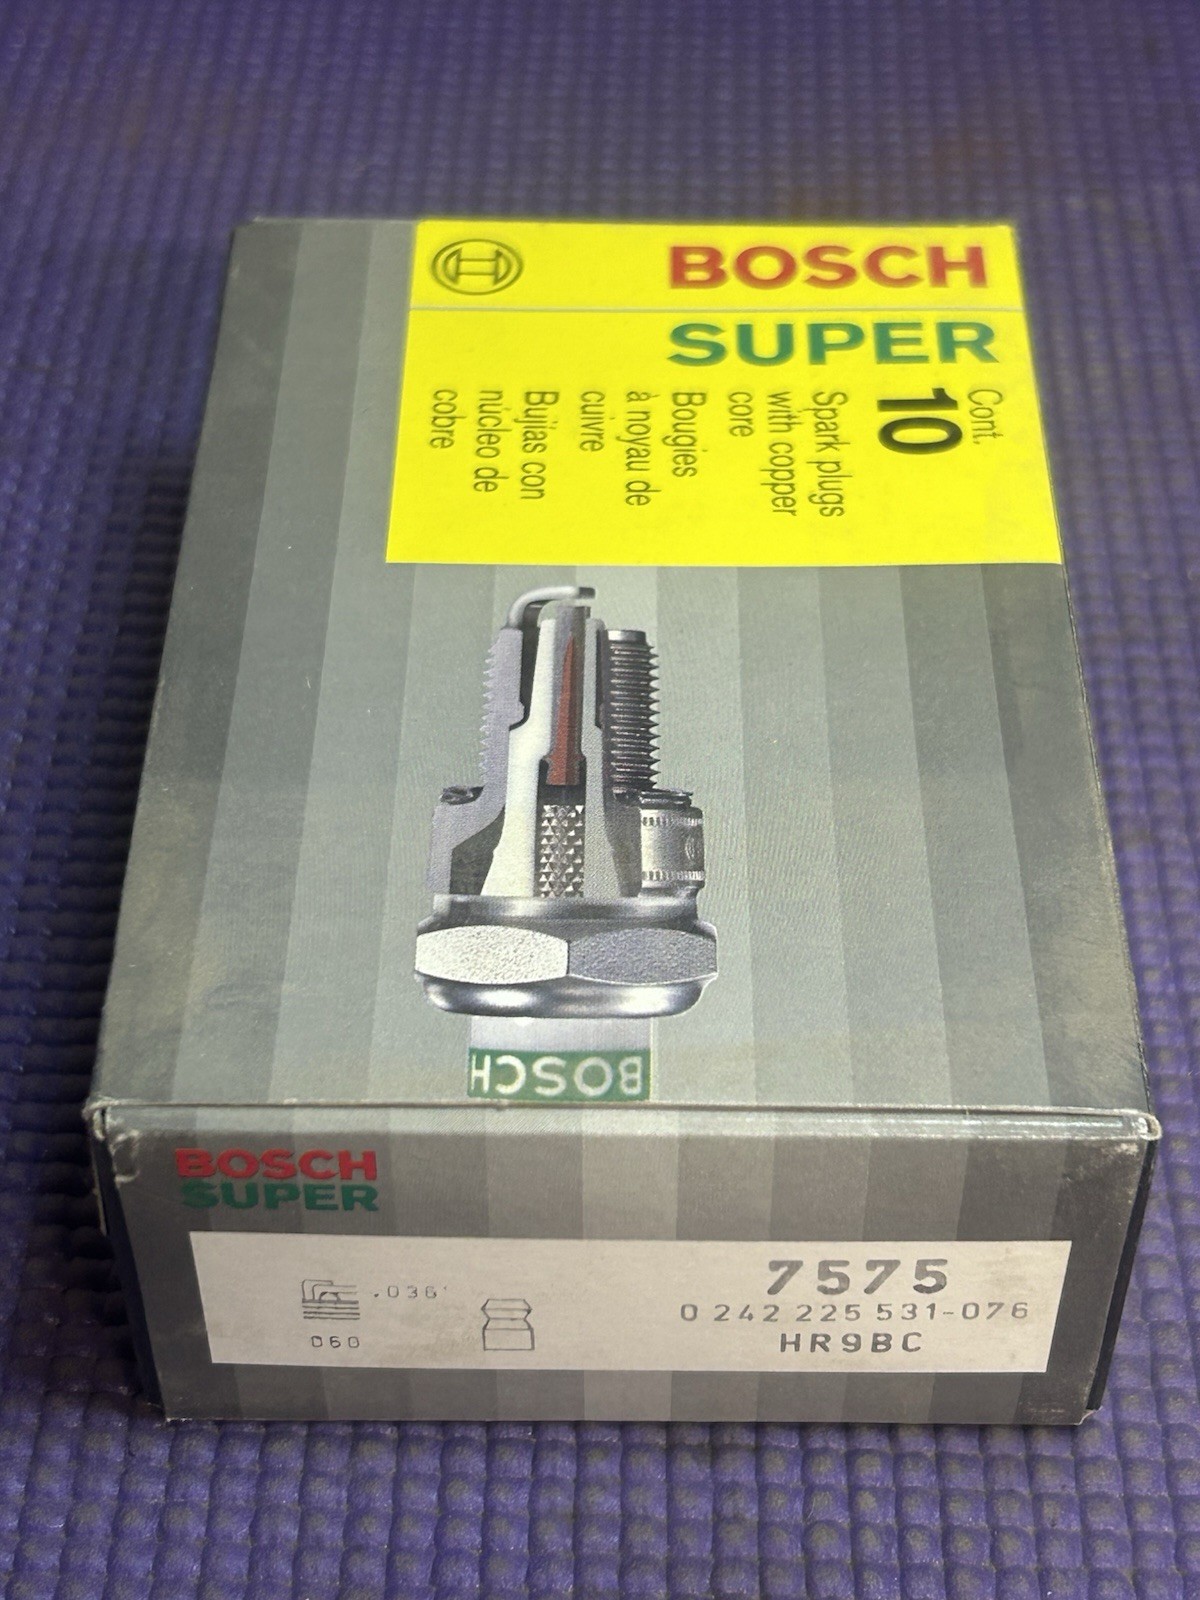 BOSCH
SUPER
Cont.
10
Spark plugs
with copper
core
Bougies
à noyau de
cuivre
Bujías con
núcleo de
cobre
BOSCH
BOSCH
SUPER
.036"
060
7575
0 242 225 531-076
HR9BC